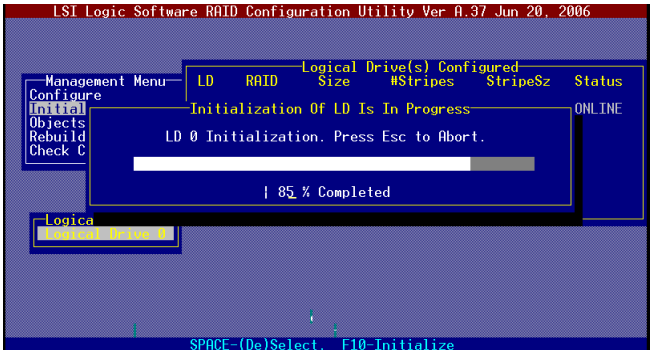 LSI Logic Software RAID Configuration Utility Ver A.37 Jun 20, 2006
Logical Drive(s) Configured
LD RAID Size #Stripes StripeSz Status
Management Menu
Configure
Initial
Initialization Of LD Is In Progress
ONLINE
Objects
Rebuild
LD 0 Initialization. Press Esc to Abort.
Check C
| 85 % Completed
Logica
Logical Drive 0
SPACE-(De)Select, F10-Initialize